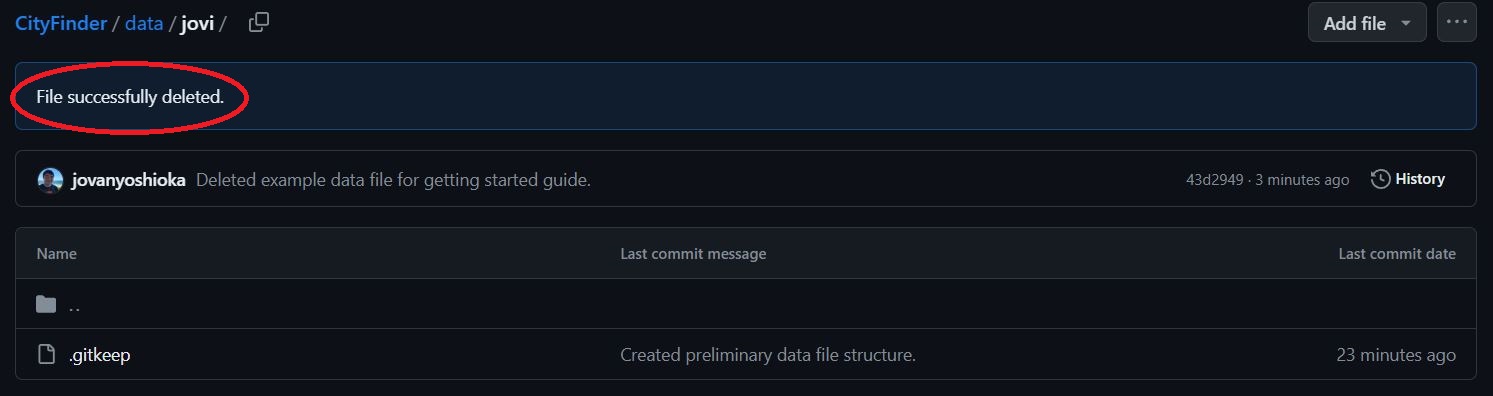 CityFinder / data / jovi /
Add file
File successfully deleted.
jovanyoshioka Deleted example data file for getting started guide. 43d2949 · 3 minutes ago History
Name Last commit message Last commit date
..
.gitkeep Created preliminary data file structure. 23 minutes ago